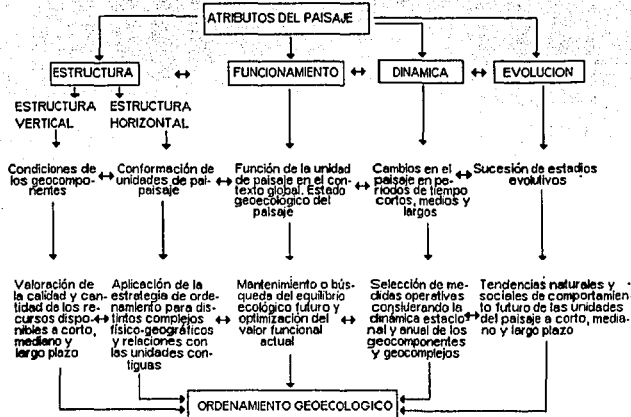 ATRIBUTOS DEL PAISAJE
ESTRUCTURA
FUNCIONAMIENTO
DINAMICA
EVOLUCION
ESTRUCTURA
VERTICAL
ESTRUCTURA
HORIZONTAL
Condiciones de
los geocompo-
nentes
Conformación de
unidades de pai-
paisaje
Función de la unidad
de paisaje en el con
texto global. Estado
geoecológico del
paisaje
Cambios en el
paisaje en pe-
riodos de tiempo
cortos, medios y
largos
Sucesión de estadios
evolutivos
Valoración de
la calidad y can-
tidad de los re-
cursos dispo-
nibles a corto,
mediano y
largo plazo
Aplicación de la
estrategia de orde-
namiento para dis-
tintos complejos
físico-geográficos
y relaciones con
las unidades con-
tiguas
Mantenimiento o bús-
queda del equilibrio
ecológico futuro y
optimización del
valor funcional
actual
Selección de me-
didas operativas
considerando la
dinámica estacio
nal y anual de los
geocomponentes
y geocomplejos
Tendencias naturales y
sociales de comportamien
to futuro de las unidades
del paisaje a corto, media-
no y largo plazo
ORDENAMIENTO GEOECOLOGICO